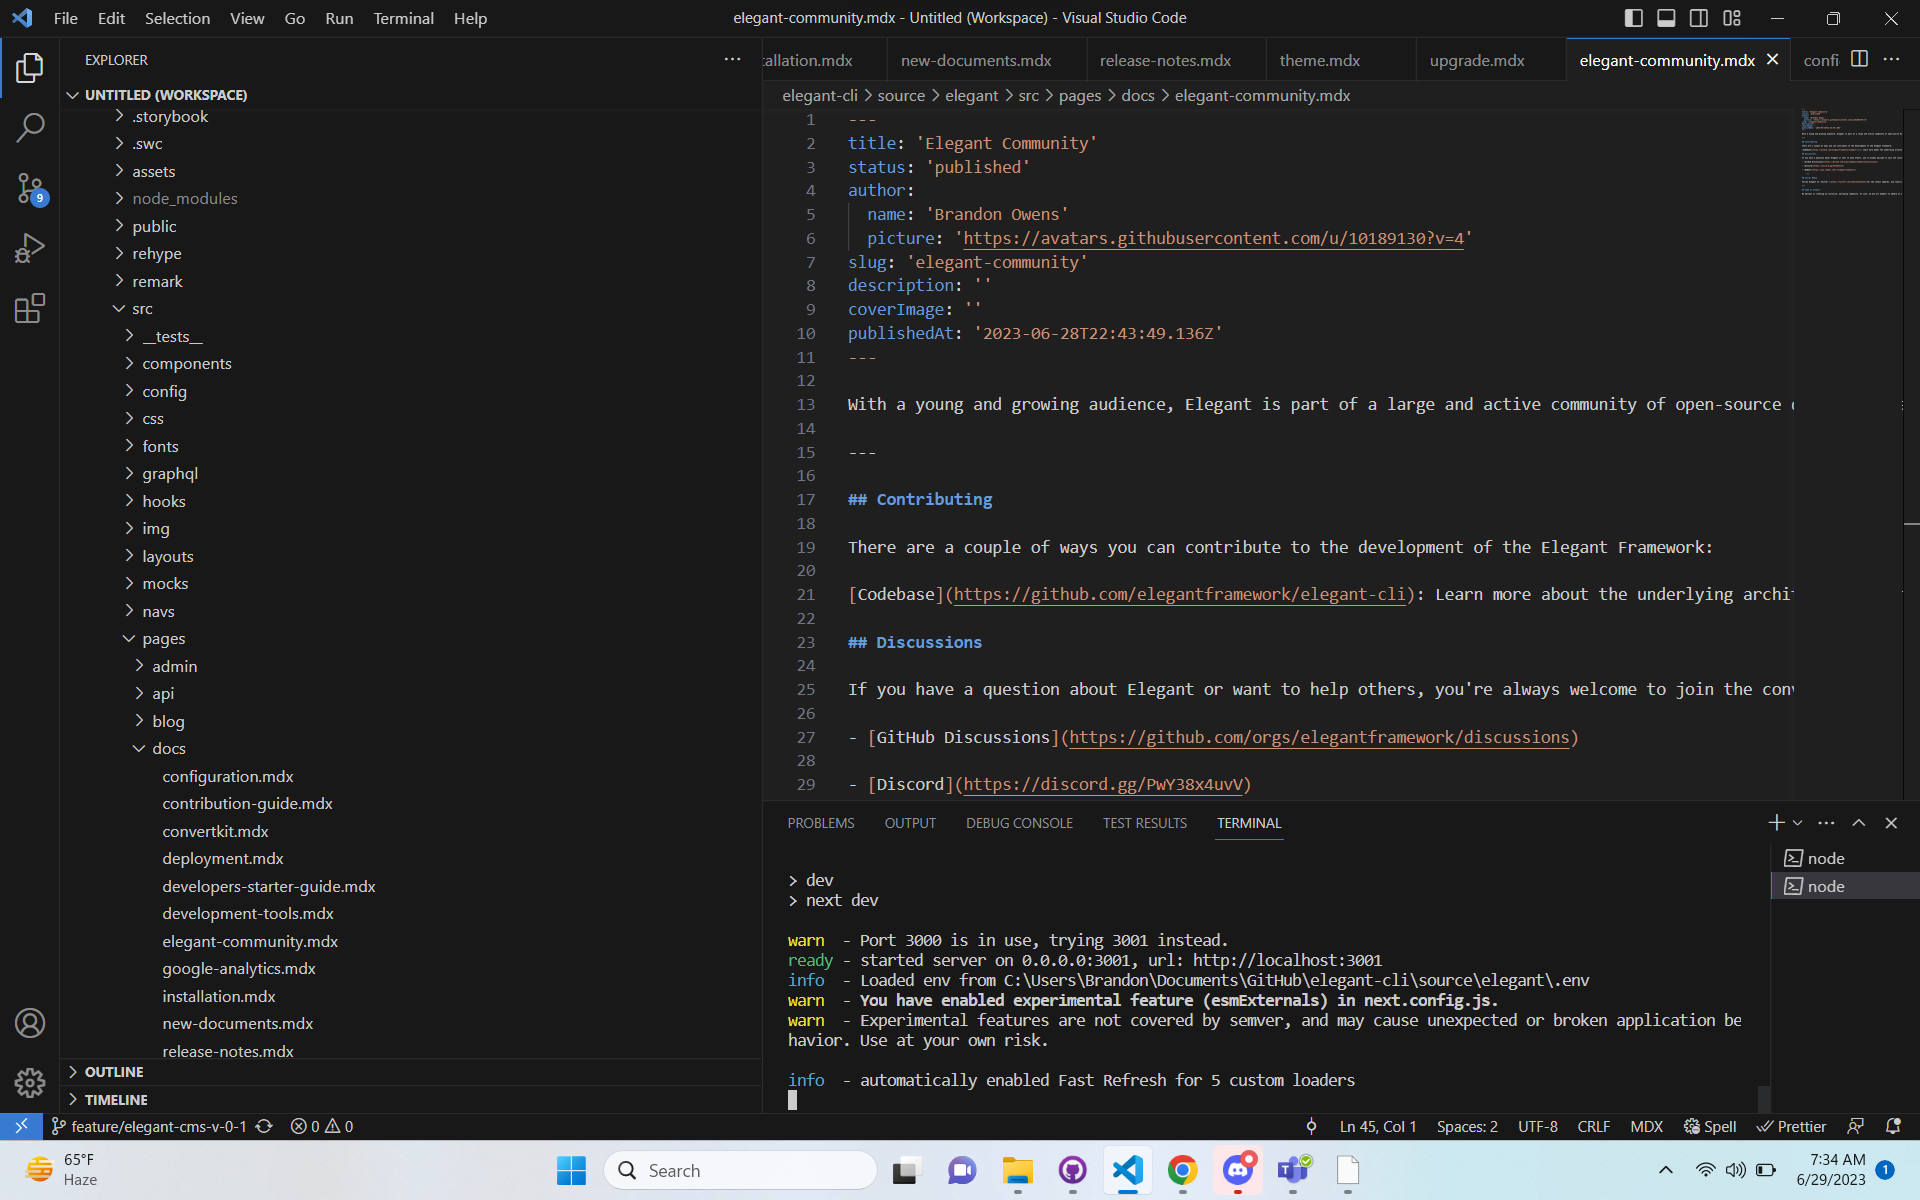 File Edit Selection View Go Run Terminal Help
elegant-community.mdx - Untitled (Workspace) - Visual Studio Code
EXPLORER
UNTITLED (WORKSPACE)
.storybook
.swc
assets
node_modules
public
rehype
remark
src
__tests__
components
config
css
fonts
graphql
hooks
img
layouts
mocks
navs
pages
admin
api
blog
docs
configuration.mdx
contribution-guide.mdx
convertkit.mdx
deployment.mdx
developers-starter-guide.mdx
development-tools.mdx
elegant-community.mdx
google-analytics.mdx
installation.mdx
new-documents.mdx
release-notes.mdx
OUTLINE
TIMELINE
9
tallation.mdx new-documents.mdx release-notes.mdx theme.mdx upgrade.mdx elegant-community.mdx confi
elegant-cli > source > elegant > src > pages > docs > elegant-community.mdx
1 ---
2 title: 'Elegant Community'
3 status: 'published'
4 author:
5 name: 'Brandon Owens'
6 picture: 'https://avatars.githubusercontent.com/u/10189130?v=4'
7 slug: 'elegant-community'
8 description: ''
9 coverImage: ''
10 publishedAt: '2023-06-28T22:43:49.136Z'
11 ---
12
13 With a young and growing audience, Elegant is part of a large and active community of open-source
14
15 ---
16
17 ## Contributing
18
19 There are a couple of ways you can contribute to the development of the Elegant Framework:
20
21 [Codebase](https://github.com/elegantframework/elegant-cli): Learn more about the underlying archi
22
23 ## Discussions
24
25 If you have a question about Elegant or want to help others, you're always welcome to join the con
26
27 - [GitHub Discussions](https://github.com/orgs/elegantframework/discussions)
28
29 - [Discord](https://discord.gg/PwY38x4uvV)
PROBLEMS OUTPUT DEBUG CONSOLE TEST RESULTS TERMINAL
> dev
> next dev
warn - Port 3000 is in use, trying 3001 instead.
ready - started server on 0.0.0.0:3001, url: http://localhost:3001
info - Loaded env from C:\Users\Brandon\Documents\GitHub\elegant-cli\source\elegant\.env
warn - You have enabled experimental feature (esmExternals) in next.config.js.
warn - Experimental features are not covered by semver, and may cause unexpected or broken application be
havior. Use at your own risk.
info - automatically enabled Fast Refresh for 5 custom loaders
node
node
feature/elegant-cms-v-0-1 0 0 Ln 45, Col 1 Spaces: 2 UTF-8 CRLF MDX Spell Prettier
65°F
Haze
Search
7:34 AM
6/29/2023
1